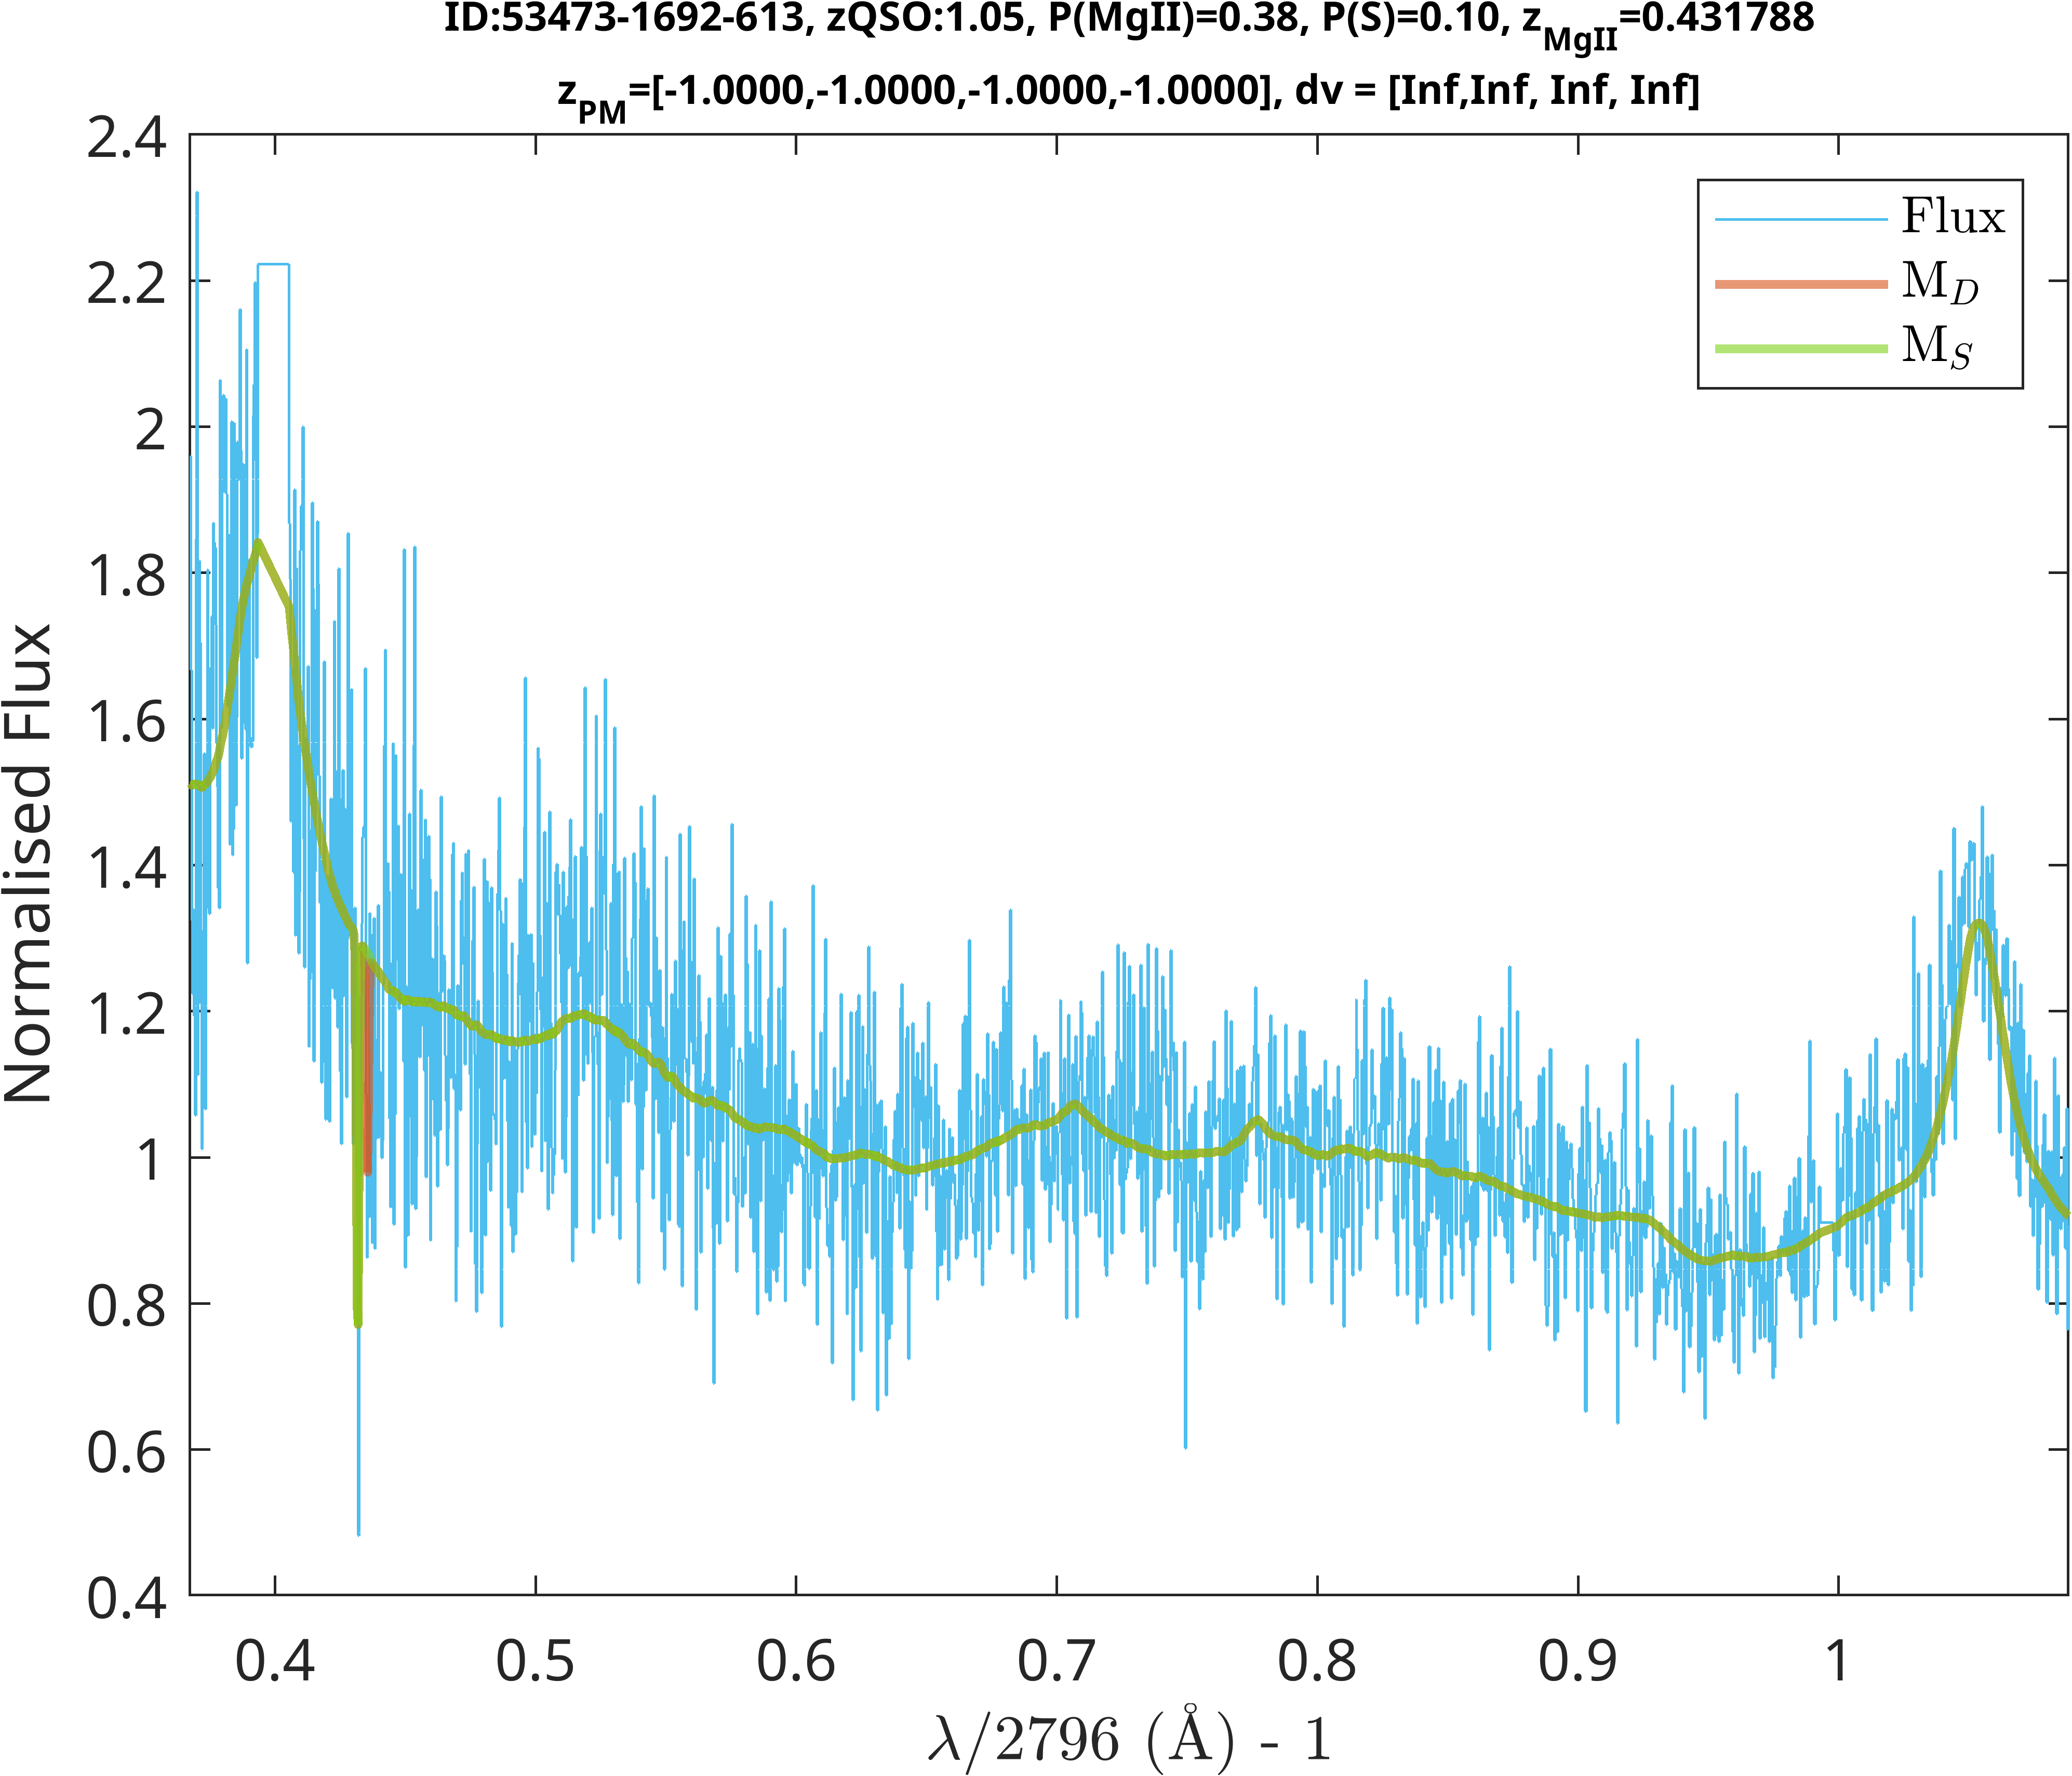 ID:53473-1692-613, zQSO:1.05, P(MgII)=0.38, P(S)=0.10, zMgII=0.431788
zPM=[-1.0000,-1.0000,-1.0000,-1.0000], dv = [Inf,Inf, Inf, Inf]
2.4
2.2
2
1.8
1.6
1.4
1.2
1
0.8
0.6
0.4
Normalised Flux
Flux
MD
MS
0.4 0.5 0.6 0.7 0.8 0.9 1
λ/2796 (Å) - 1